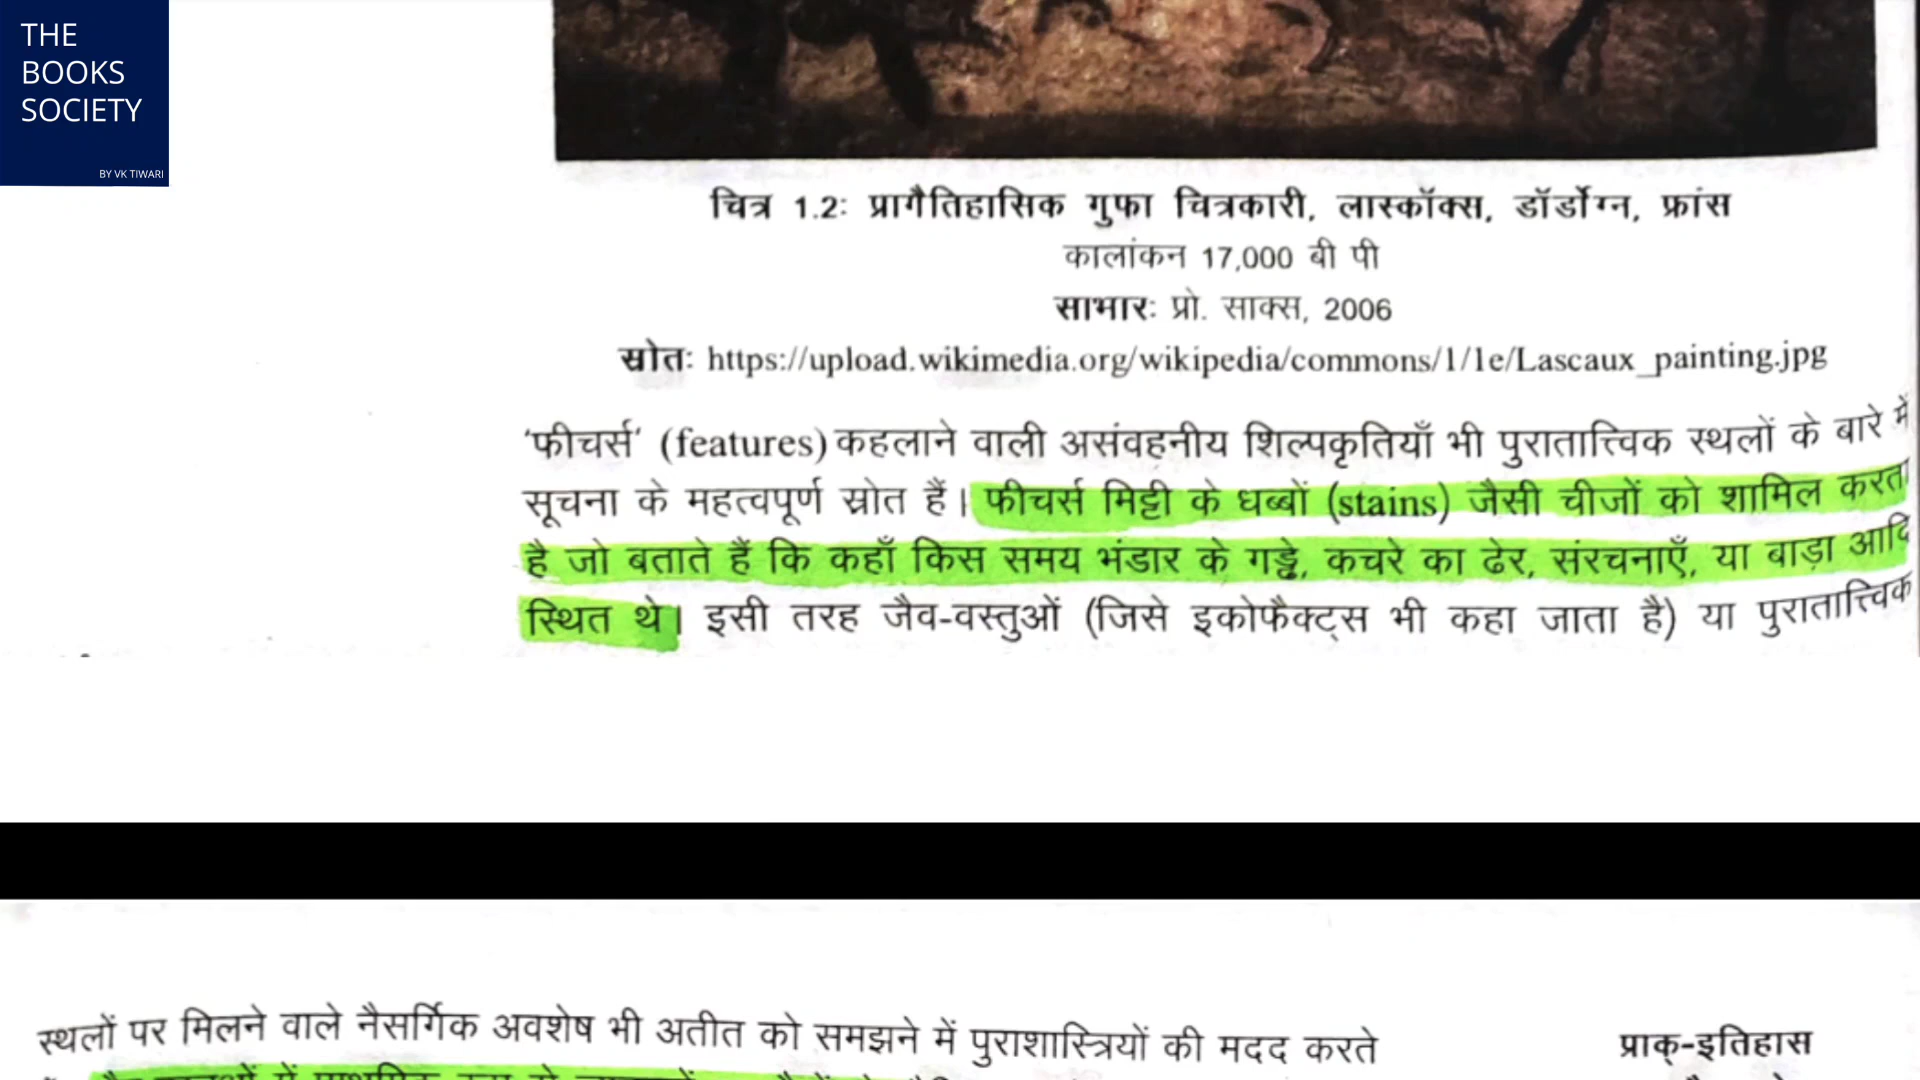 THE
BOOKS
SOCIETY
BY VK TIWARI
चित्र 1.2: प्रागैतिहासिक गुफा चित्रकारी, लास्कॉक्स, डॉर्डोग्न, फ्रांस
कालांकन 17,000 बी पी
साभार: प्रो. साक्स, 2006
स्रोत: https://upload.wikimedia.org/wikipedia/commons/1/1e/Lascaux_painting.jpg
'फीचर्स' (features) कहलाने वाली असंवहनीय शिल्पकृतियाँ भी पुरातात्त्विक स्थलों के बारे में
सूचना के महत्वपूर्ण स्रोत हैं। फीचर्स मिट्टी के धब्बों (stains) जैसी चीजों को शामिल करता
है जो बताते हैं कि कहाँ किस समय भंडार के गड्ढे, कचरे का ढेर, संरचनाएँ, या बाड़ा आदि
स्थित थे। इसी तरह जैव-वस्तुओं (जिसे इकोफैक्ट्स भी कहा जाता है) या पुरातात्त्विक
स्थलों पर मिलने वाले नैसर्गिक अवशेष भी अतीत को समझने में पुराशास्त्रियों की मदद करते
प्राक्-इतिहास